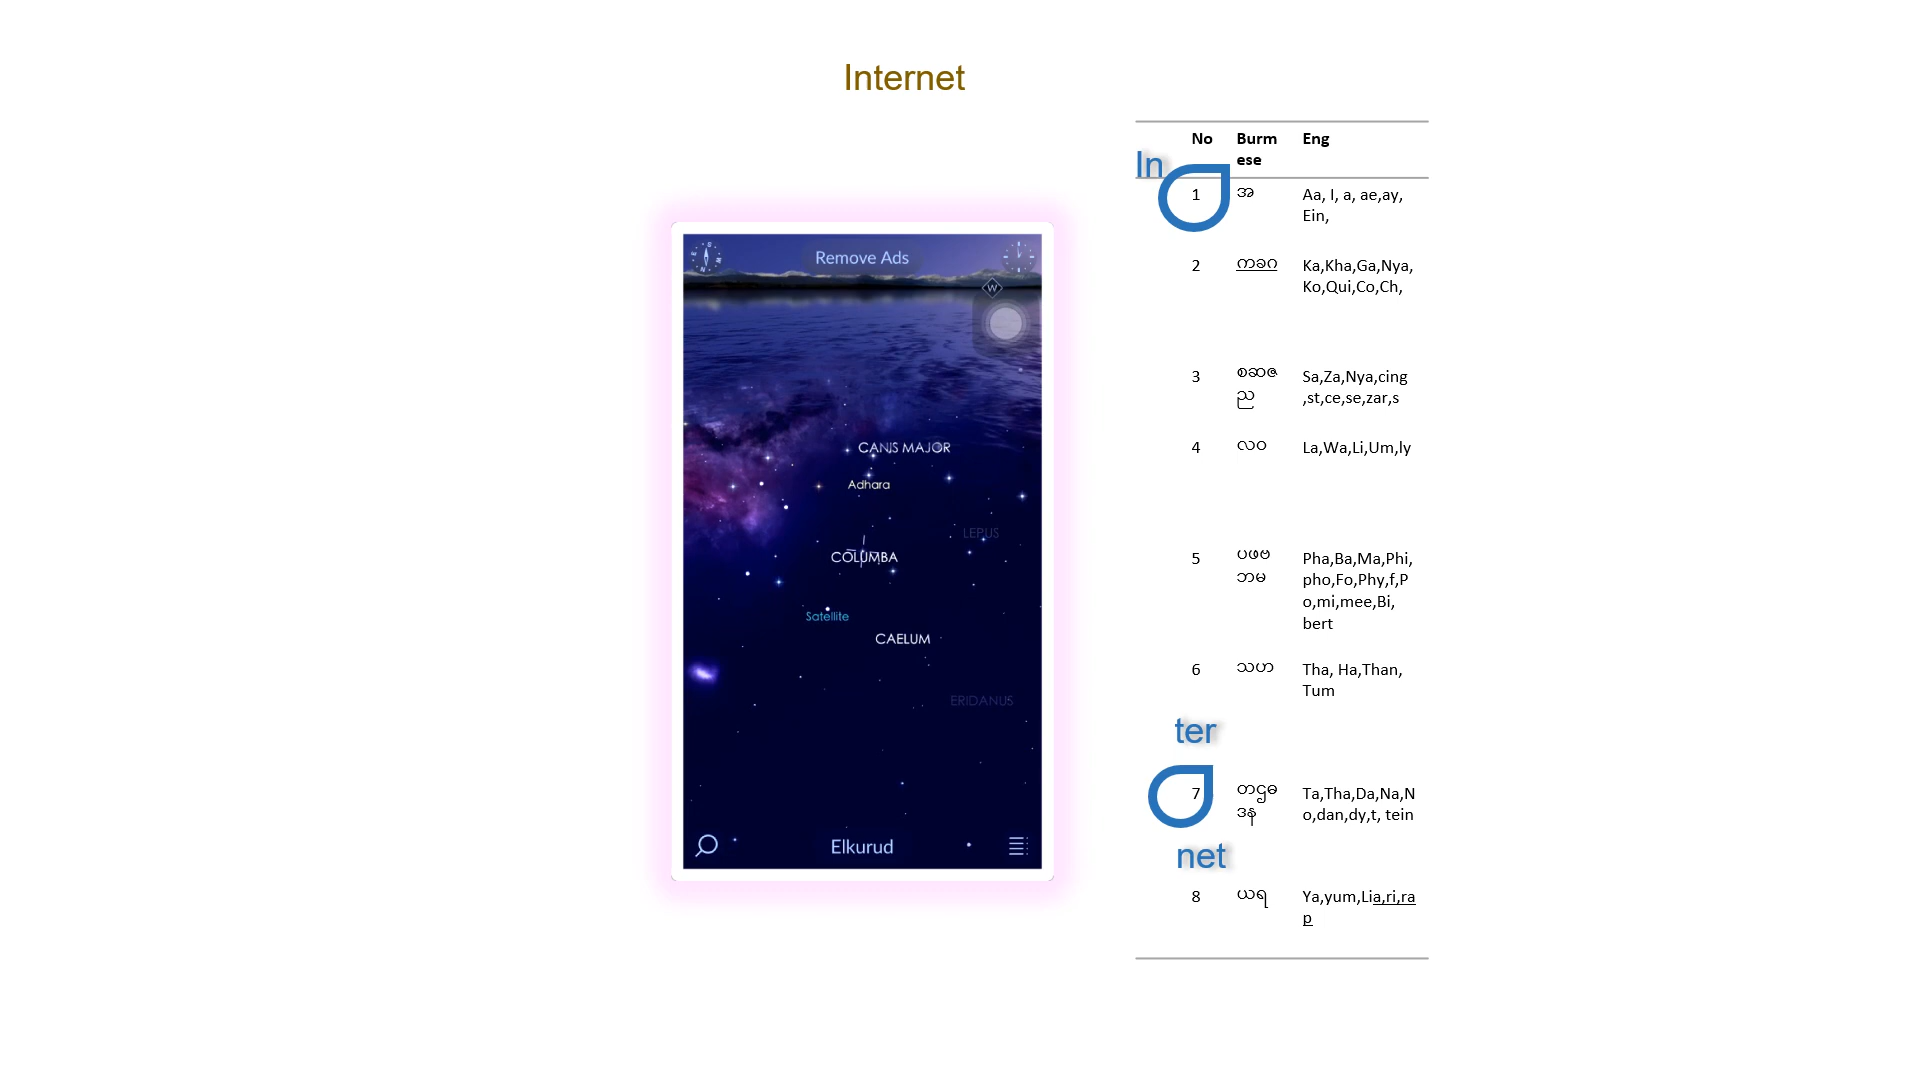 Internet
No Burm Eng
ese
In
1 အ Aa, I, a, ae,ay,
Ein,
2 ကခဂ Ka,Kha,Ga,Nya,
Ko,Qui,Co,Ch,
3 စဆဇ Sa,Za,Nya,cing
ည ,st,ce,se,zar,s
4 လဝ La,Wa,Li,Um,ly
5 ပဖဗ Pha,Ba,Ma,Phi,
ဘမ pho,Fo,Phy,f,P
o,mi,mee,Bi,
bert
6 သဟ Tha, Ha,Than,
Tum
ter
7 တဌဓ Ta,Tha,Da,Na,N
ဒန o,dan,dy,t, tein
net
8 ယရ Ya,yum,Lia,ri,ra
p
Remove Ads
W
CANIS MAJOR
Adhara
LEPUS
COLUMBA
Satellite
CAELUM
ERIDANUS
Elkurud